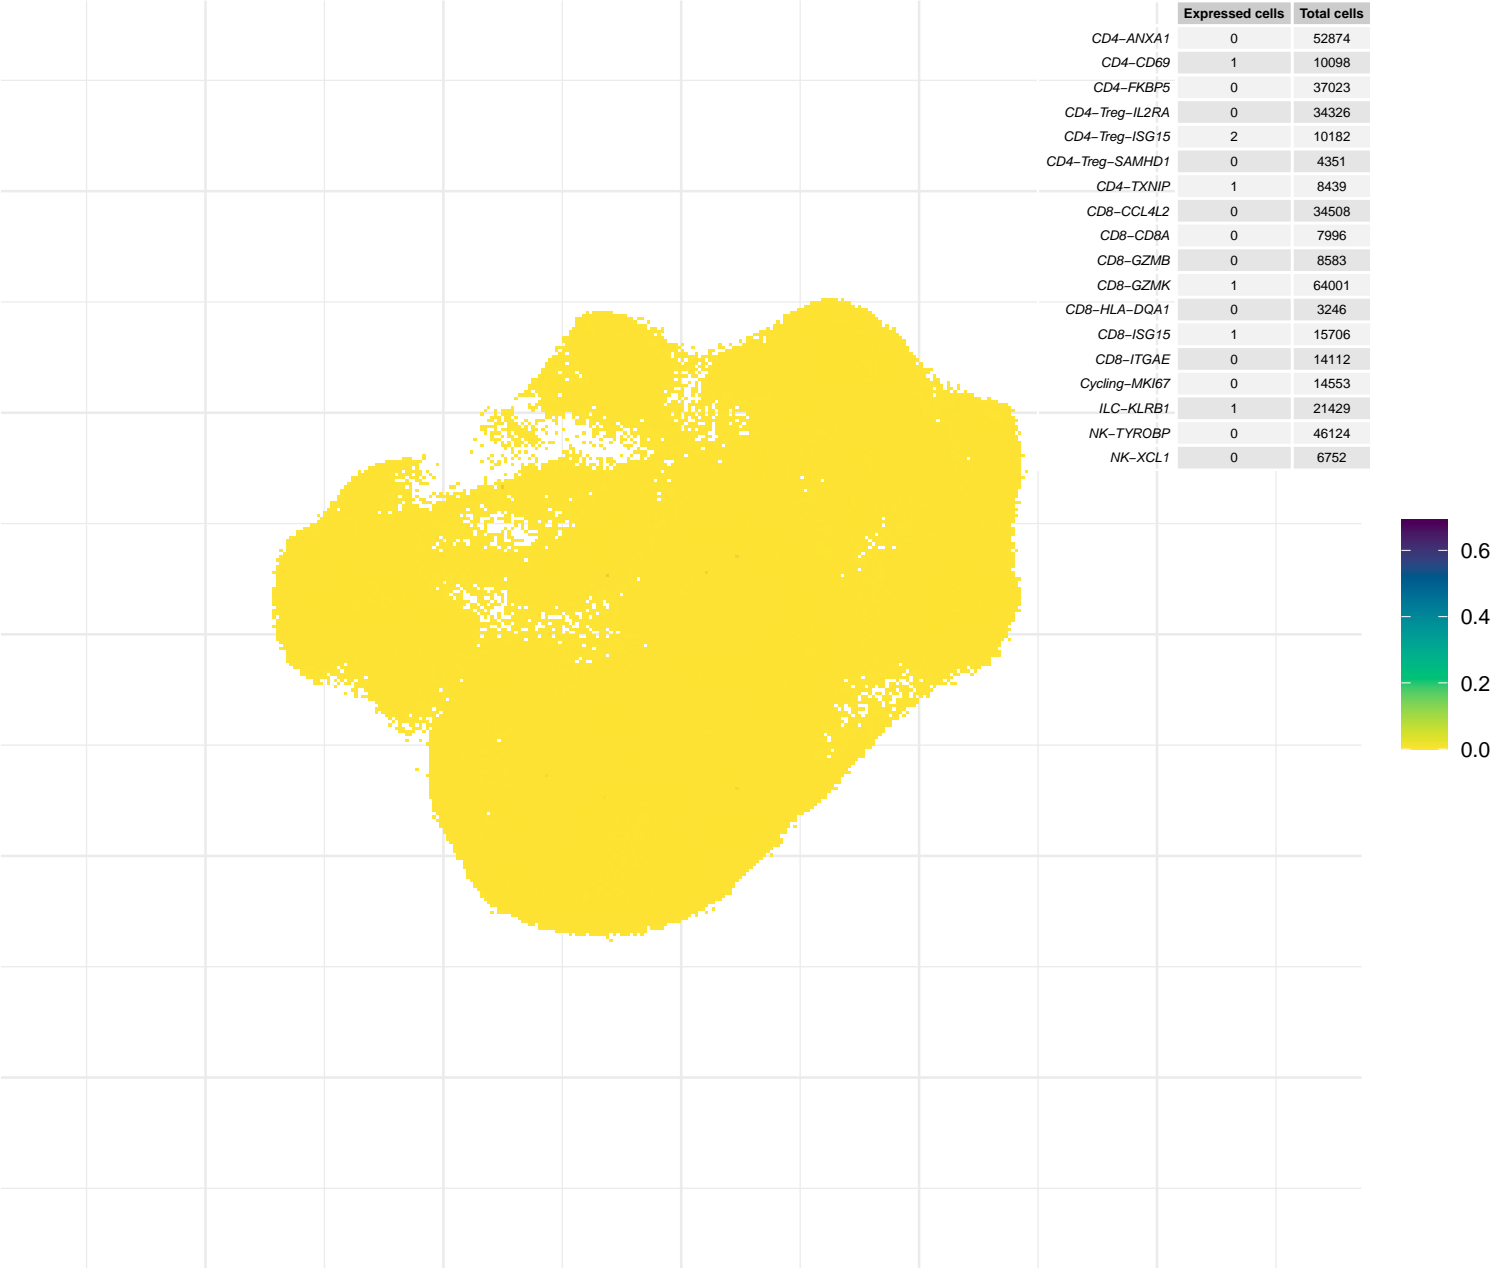 Expressed cells Total cells
CD4−ANXA1 0 52874
CD4−CD69 1 10098
CD4−FKBP5 0 37023
CD4−Treg−IL2RA 0 34326
CD4−Treg−ISG15 2 10182
CD4−Treg−SAMHD1 0 4351
CD4−TXNIP 1 8439
CD8−CCL4L2 0 34508
CD8−CD8A 0 7996
CD8−GZMB 0 8583
CD8−GZMK 1 64001
CD8−HLA−DQA1 0 3246
CD8−ISG15 1 15706
CD8−ITGAE 0 14112
Cycling−MKI67 0 14553
ILC−KLRB1 1 21429
NK−TYROBP 0 46124
NK−XCL1 0 6752
0.6
0.4
0.2
0.0